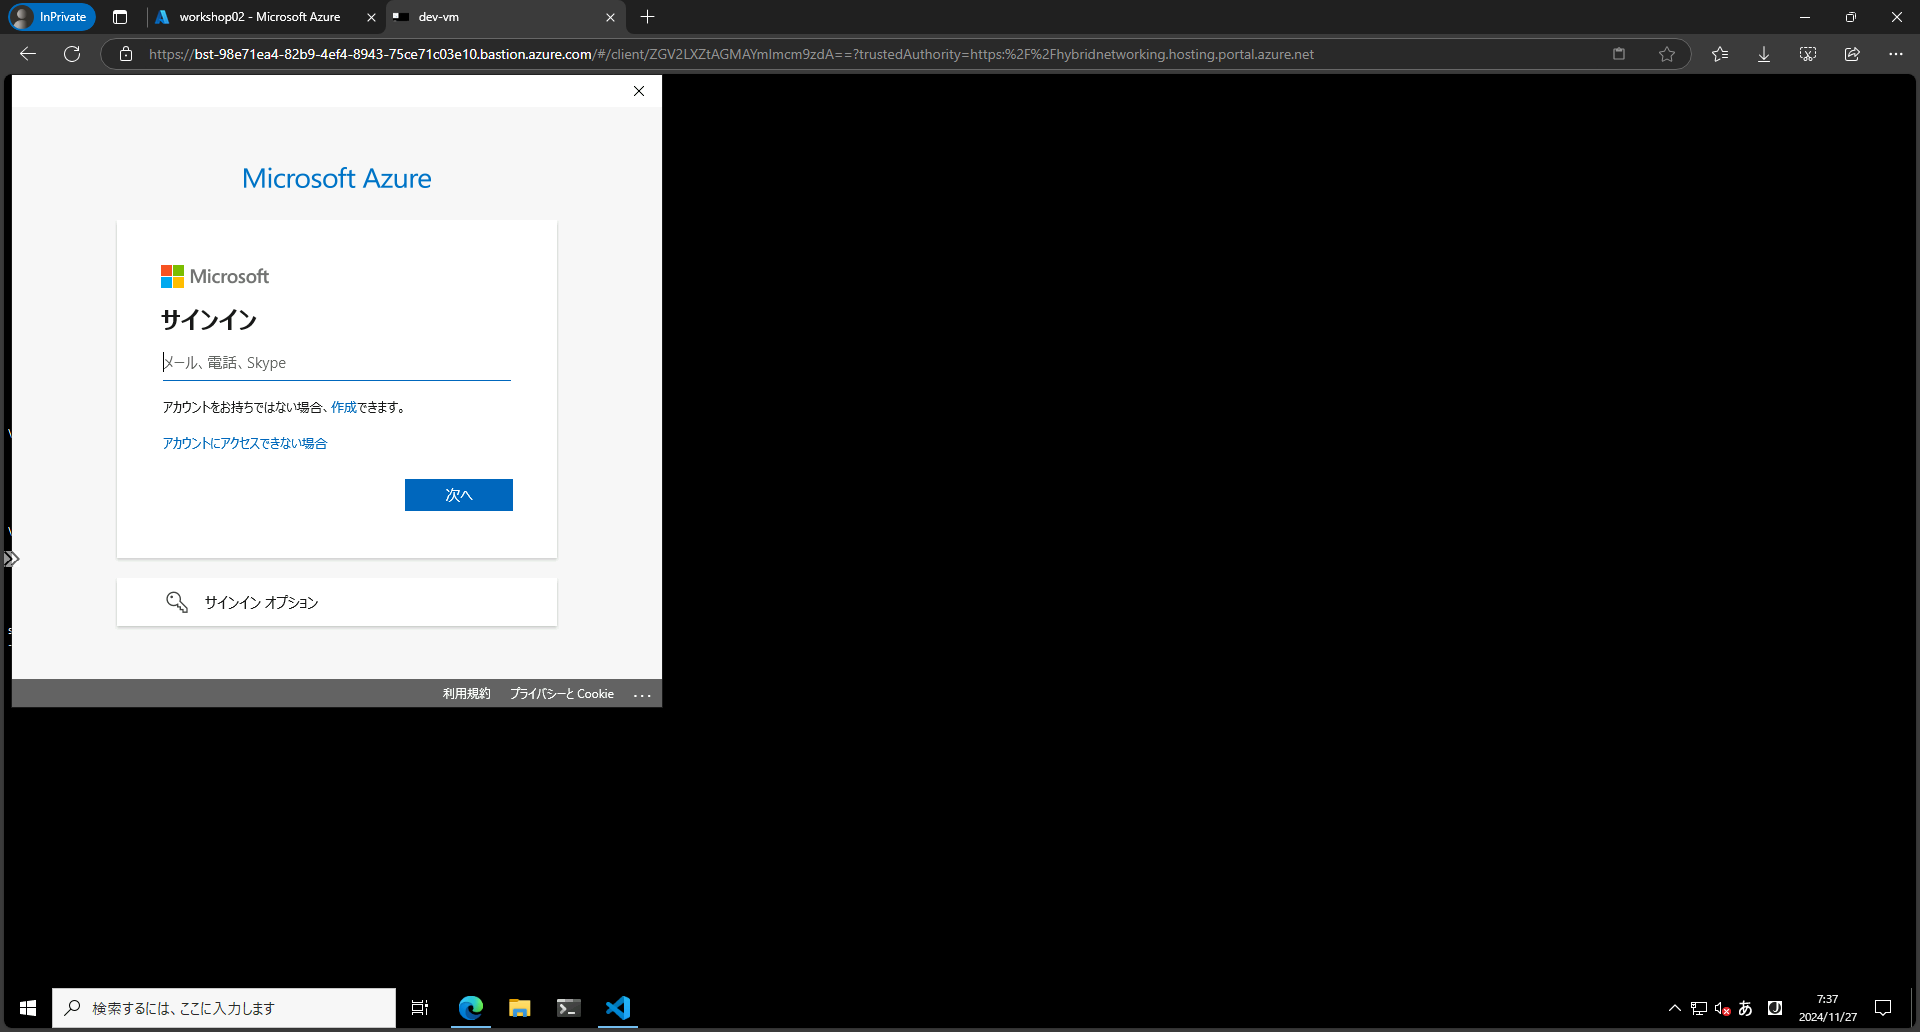 InPrivate
workshop02 - Microsoft Azure
dev-vm
https://bst-98e71ea4-82b9-4ef4-8943-75ce71c03e10.bastion.azure.com/#/client/ZGV2LXZtAGMAYmlmcm9zdA==?trustedAuthority=https:%2F%2Fhybridnetworking.hosting.portal.azure.net
Microsoft Azure
Microsoft
サインイン
メール、電話、Skype
アカウントをお持ちではない場合、作成できます。
アカウントにアクセスできない場合
次へ
サインイン オプション
利用規約 プライバシーと Cookie ...
検索するには、ここに入力します
あ
7:37
2024/11/27